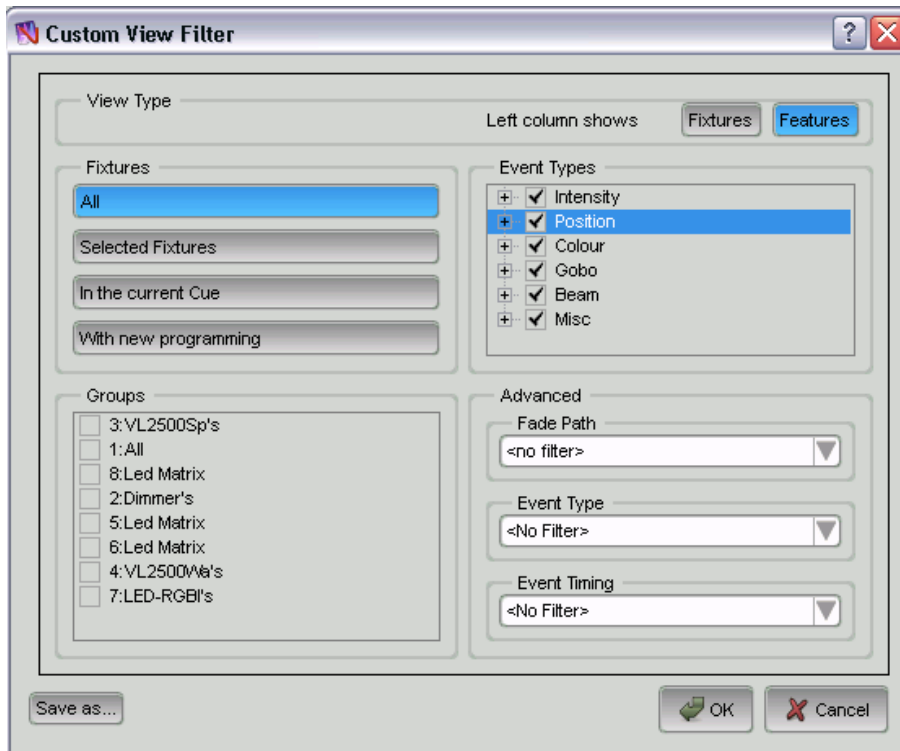 Custom View Filter
View Type
Left column shows
Fixtures
Features
Fixtures
All
Selected Fixtures
In the current Cue
With new programming
Event Types
Intensity
Position
Colour
Gobo
Beam
Misc
Groups
3:VL2500Sp's
1:All
8:Led Matrix
2:Dimmer's
5:Led Matrix
6:Led Matrix
4:VL2500Wa's
7:LED-RGBI's
Advanced
Fade Path
<no filter>
Event Type
<No Filter>
Event Timing
<No Filter>
Save as...
OK
Cancel